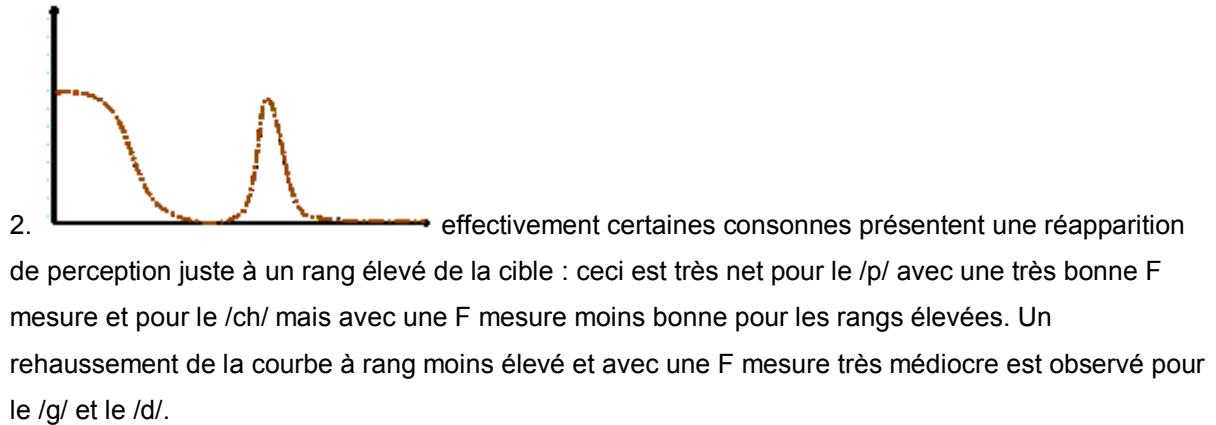 2. effectivement certaines consonnes présentent une réapparition
de perception juste à un rang élevé de la cible : ceci est très net pour le /p/ avec une très bonne F
mesure et pour le /ch/ mais avec une F mesure moins bonne pour les rangs élevées. Un
rehaussement de la courbe à rang moins élevé et avec une F mesure très médiocre est observé pour
le /g/ et le /d/.